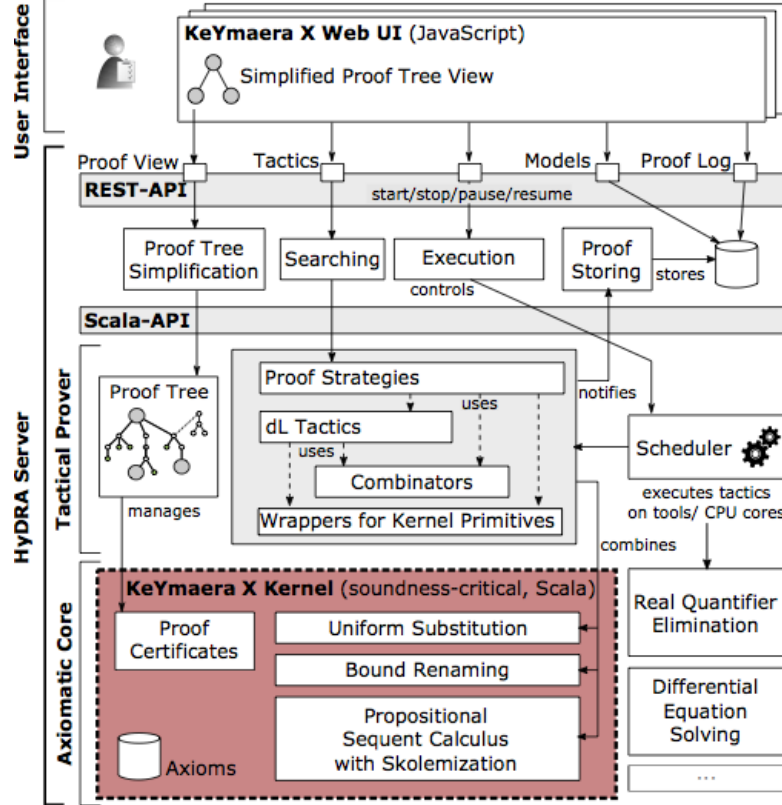 User Interface
KeYmaera X Web UI (JavaScript)
Simplified Proof Tree View
HyDRA Server
Proof View
Tactics
Models
Proof Log
REST-API
start/stop/pause/resume
Proof Tree
Simplification
Searching
Execution
controls
Proof
Storing
stores
Scala-API
Tactical Prover
Proof Tree
manages
Proof Strategies
uses
dL Tactics
uses
Combinators
Wrappers for Kernel Primitives
notifies
Scheduler
executes tactics
on tools/ CPU cores
combines
Axiomatic Core
KeYmaera X Kernel (soundness-critical, Scala)
Proof
Certificates
Axioms
Uniform Substitution
Bound Renaming
Propositional
Sequent Calculus
with Skolemization
Real Quantifier
Elimination
Differential
Equation
Solving
...